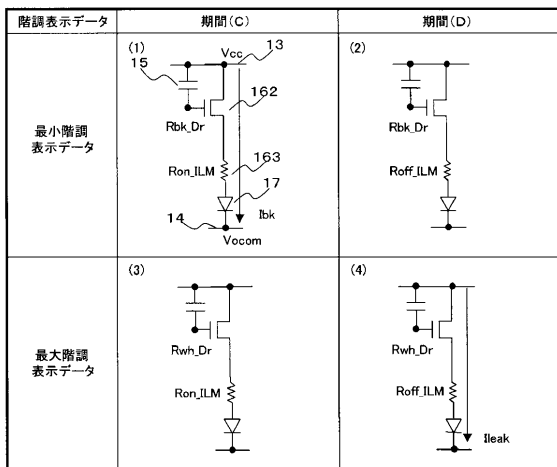 階調表示データ 期間(C) 期間(D)
最小階調
表示データ
(1)
Vcc
13
15
162
Rbk_Dr
163
Ron_ILM
17
14
Ibk
Vocom
(2)
Rbk_Dr
Roff_ILM
最大階調
表示データ
(3)
Rwh_Dr
Ron_ILM
(4)
Rwh_Dr
Roff_ILM
Ileak